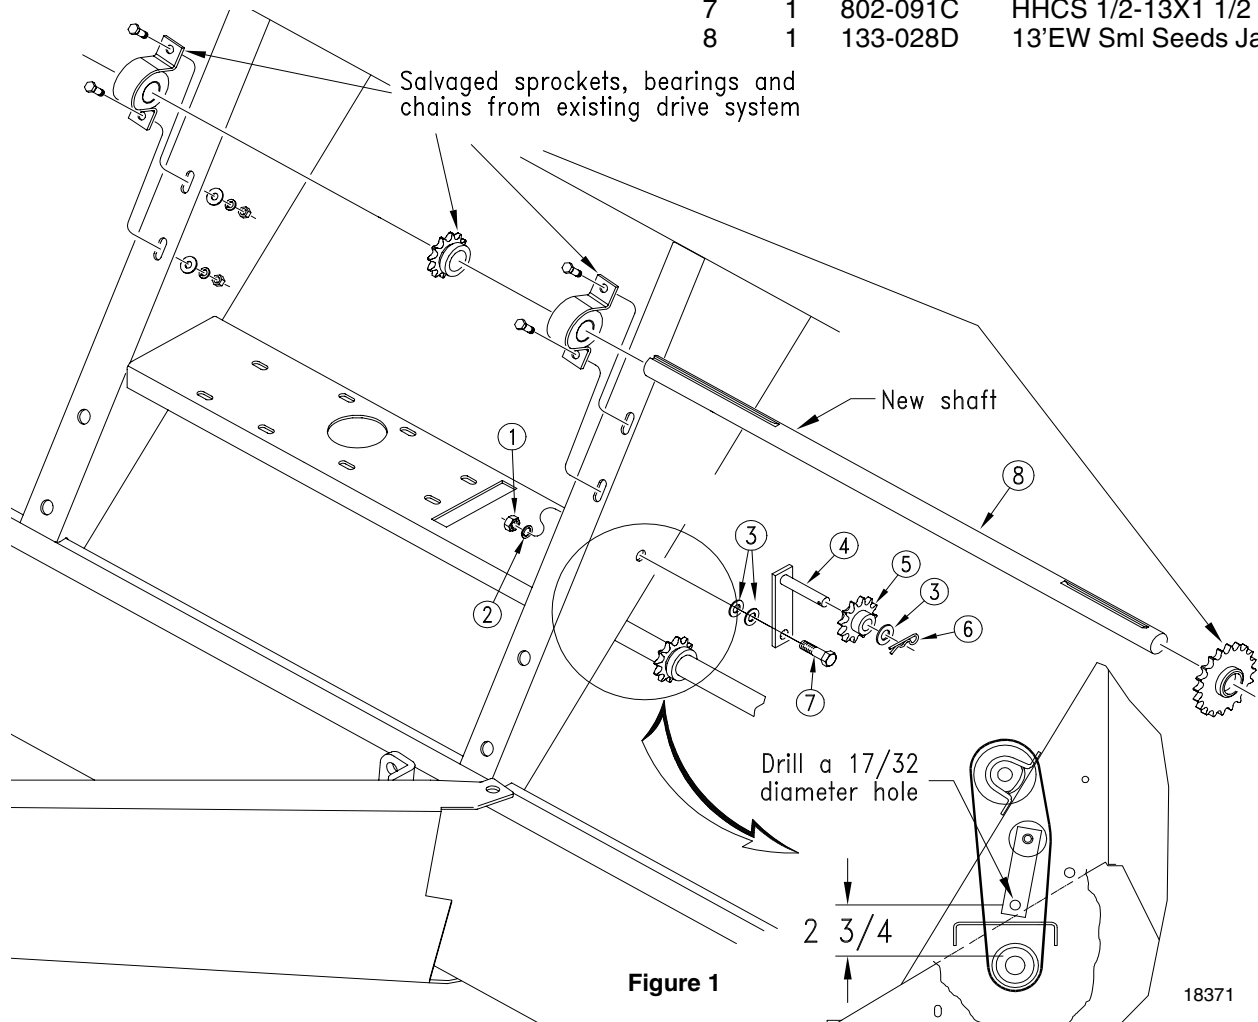 7 1 802-091C HHCS 1/2-13X1 1/2
8 1 133-028D 13'EW Sml Seeds Ja
Salvaged sprockets, bearings and
chains from existing drive system
New shaft
1
8
3
4
5
3
2
6
7
Drill a 17/32
diameter hole
2 3/4
Figure 1
18371